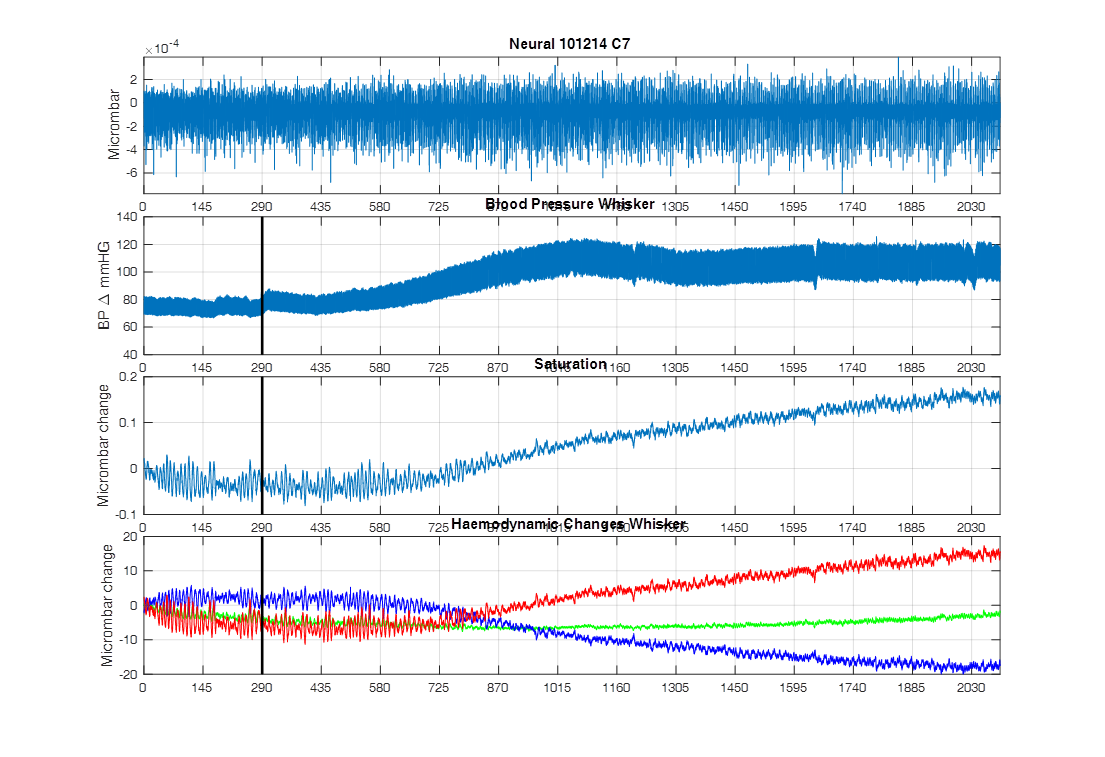 ×10-4
Neural 101214 C7
Micrombar
2
0
-2
-4
-6
0 145 290 435 580 725 870 1015 1160 1305 1450 1595 1740 1885 2030
Blood Pressure Whisker
BP Δ mmHG
140
120
100
80
60
40
0 145 290 435 580 725 870 1015 1160 1305 1450 1595 1740 1885 2030
Saturation
Micrombar change
0.2
0.1
0
-0.1
0 145 290 435 580 725 870 1015 1160 1305 1450 1595 1740 1885 2030
Haemodynamic Changes Whisker
Micrombar change
20
10
0
-10
-20
0 145 290 435 580 725 870 1015 1160 1305 1450 1595 1740 1885 2030